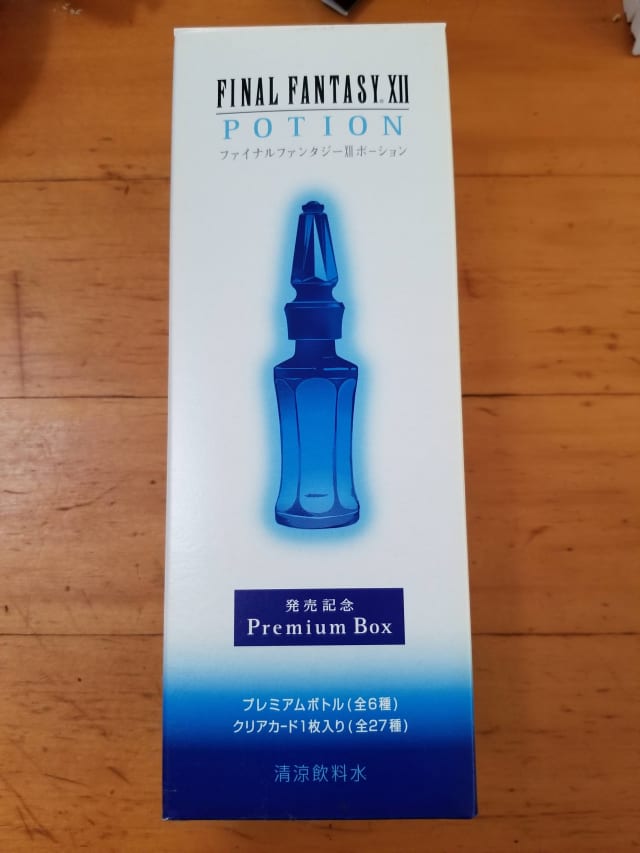 FINAL FANTASY® XII
POTION
ファイナルファンタジーXIIポーション
発売記念
Premium Box
プレミアムボトル(全6種)
クリアカード1枚入り(全27種)
清涼飲料水